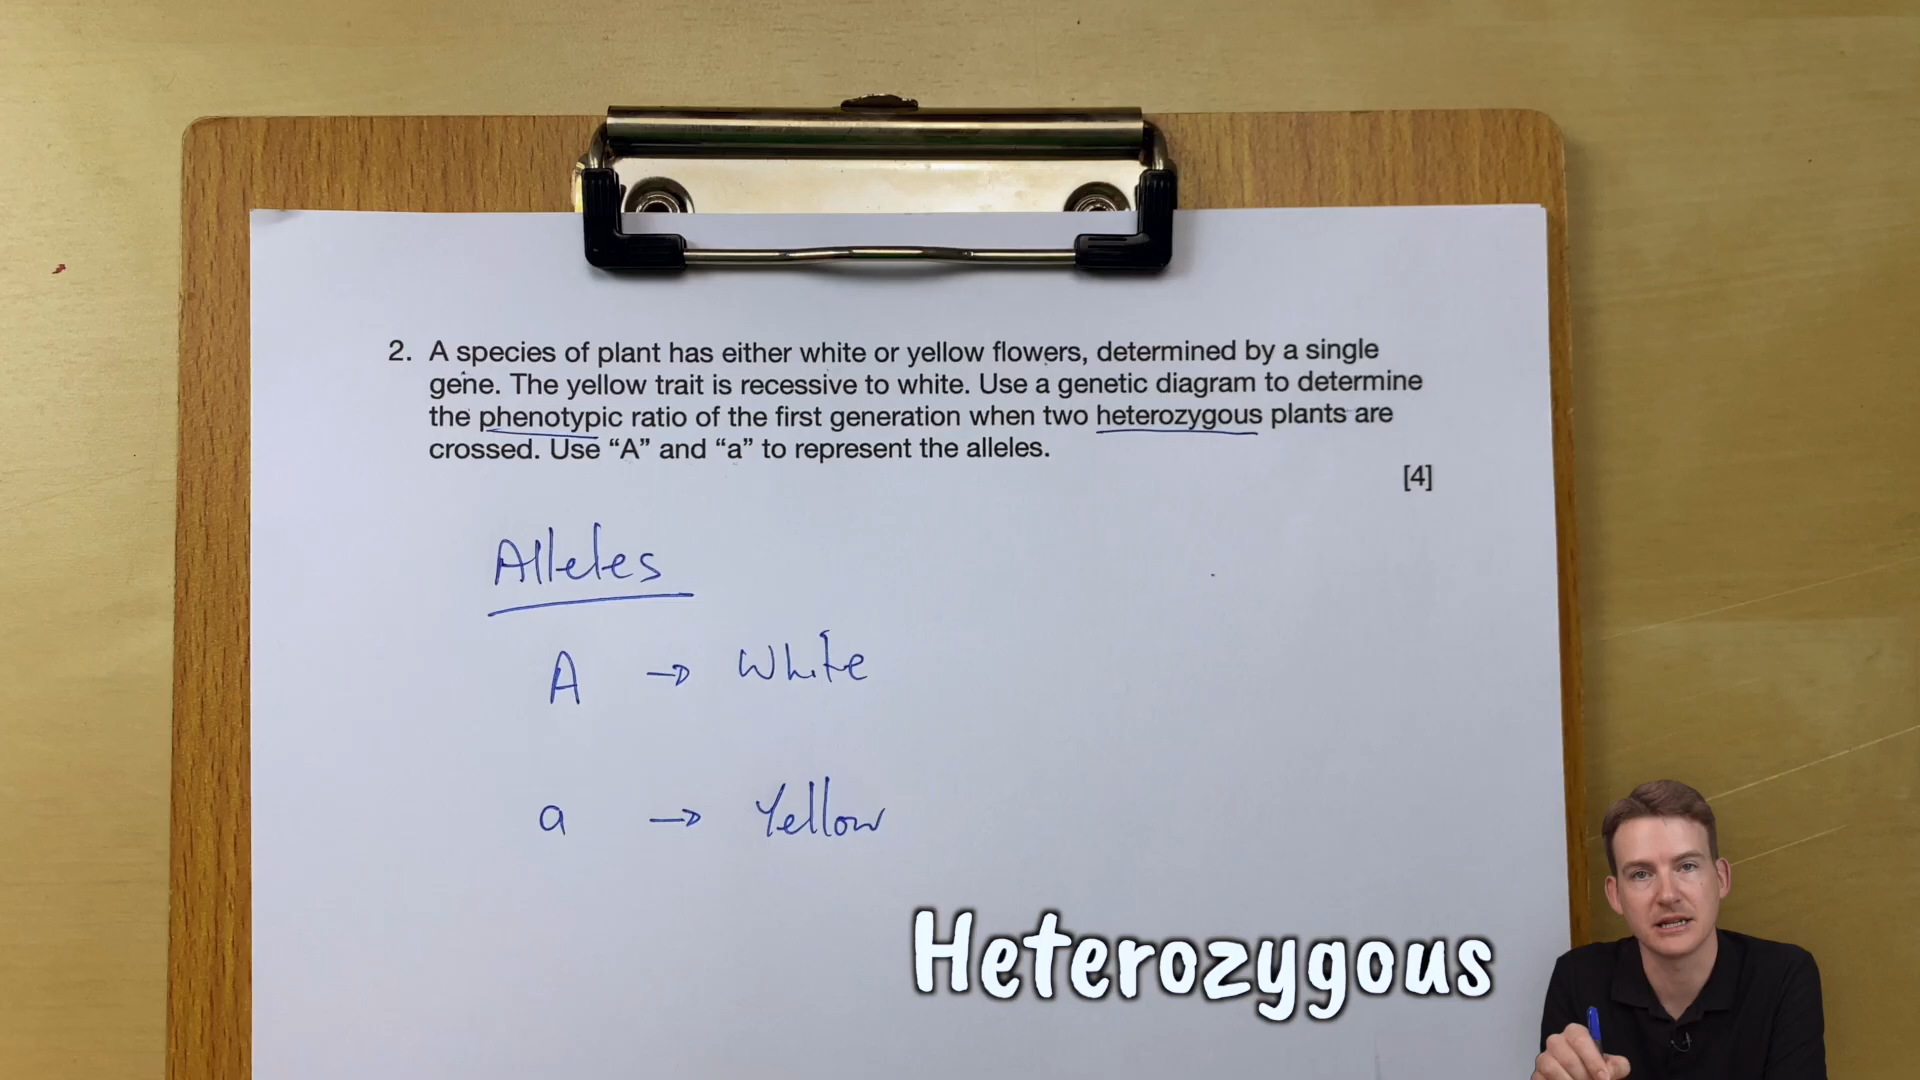 2. A species of plant has either white or yellow flowers, determined by a single
gene. The yellow trait is recessive to white. Use a genetic diagram to determine
the phenotypic ratio of the first generation when two heterozygous plants are
crossed. Use “A” and “a” to represent the alleles.
[4]
Alleles
A → White
a → Yellow
Heterozygous